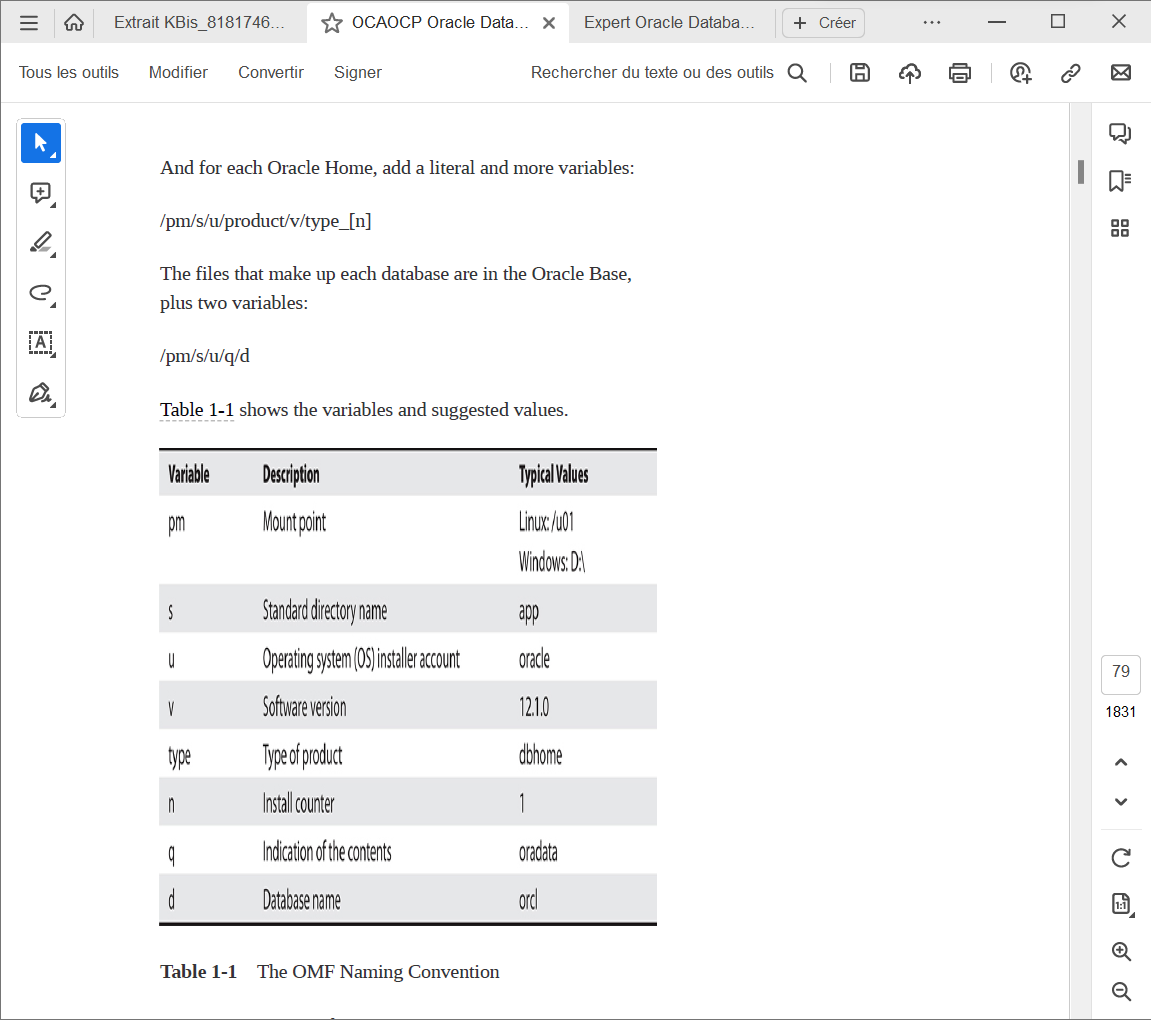 Extrait KBis_8181746...
OCAOCP Oracle Data...
Expert Oracle Databa...
Créer
Tous les outils
Modifier
Convertir
Signer
Rechercher du texte ou des outils
And for each Oracle Home, add a literal and more variables:
/pm/s/u/product/v/type_[n]
The files that make up each database are in the Oracle Base,
plus two variables:
/pm/s/u/q/d
Table 1-1 shows the variables and suggested values.
Variable Description Typical Values
pm Mount point Linux: /u01
Windows: D:\
s Standard directory name app
u Operating system (OS) installer account oracle
v Software version 12.1.0
type Type of product dbhome
n Install counter 1
q Indication of the contents oradata
d Database name orcl
Table 1-1 The OMF Naming Convention
79
1831
1:1